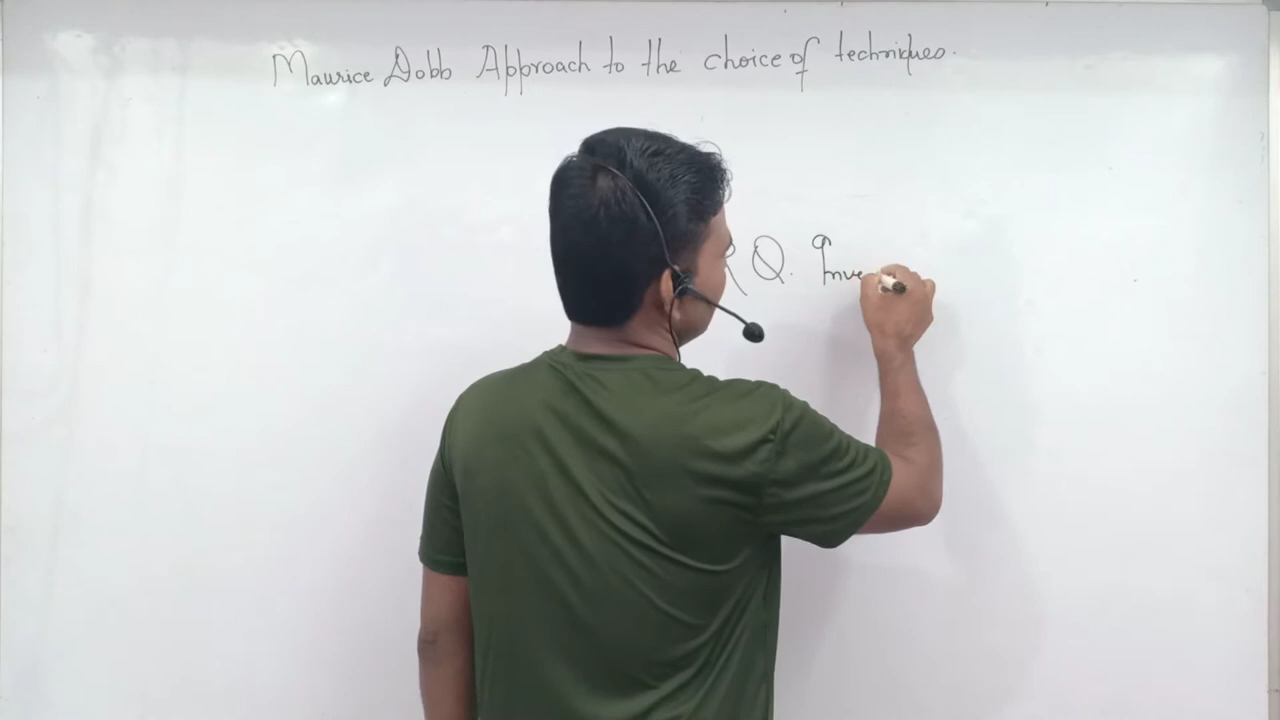 Maurice Dobb Approach to the choice of techniques.
Q. Inve